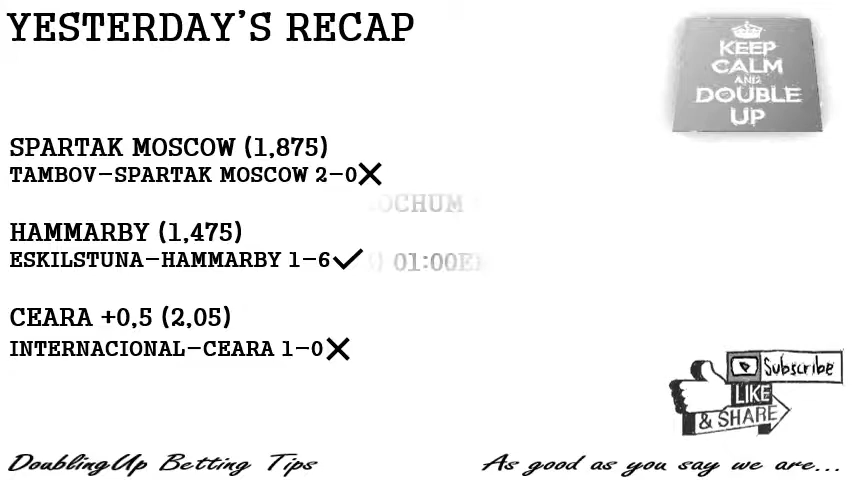 YESTERDAY'S RECAP
KEEP
CALM
AND
DOUBLE
UP
SPARTAK MOSCOW (1,875)
TAMBOV-SPARTAK MOSCOW 2-0
HAMMARBY (1,475)
ESKILSTUNA-HAMMARBY 1-6
01:00
CEARA +0,5 (2,05)
INTERNACIONAL-CEARA 1-0
Subscribe
LIKE
& SHARE
DoublingUp Betting Tips
As good as you say we are...